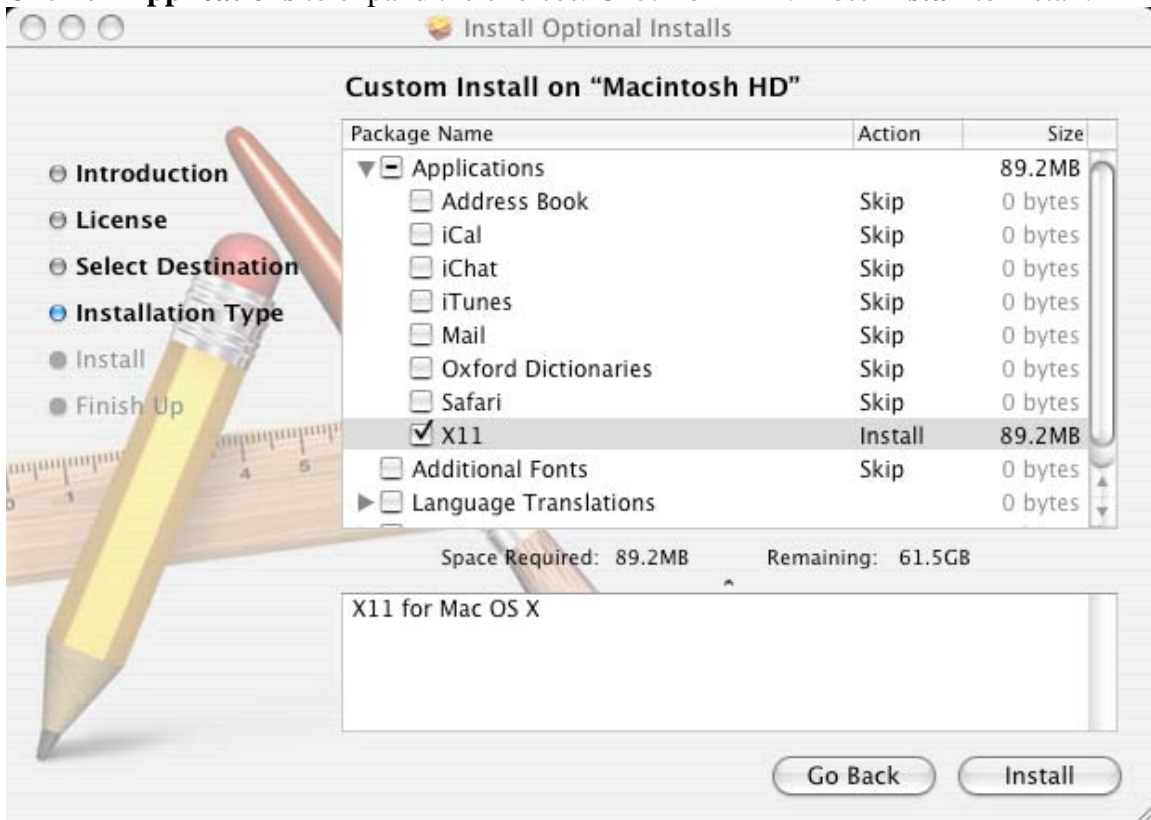 Install Optional Installs
Custom Install on “Macintosh HD”
Introduction
License
Select Destination
Installation Type
Install
Finish Up
Package Name Action Size
Applications 89.2MB
Address Book Skip 0 bytes
iCal Skip 0 bytes
iChat Skip 0 bytes
iTunes Skip 0 bytes
Mail Skip 0 bytes
Oxford Dictionaries Skip 0 bytes
Safari Skip 0 bytes
X11 Install 89.2MB
Additional Fonts Skip 0 bytes
Language Translations 0 bytes
4 5
1
Space Required: 89.2MB Remaining: 61.5GB
X11 for Mac OS X
Go Back Install